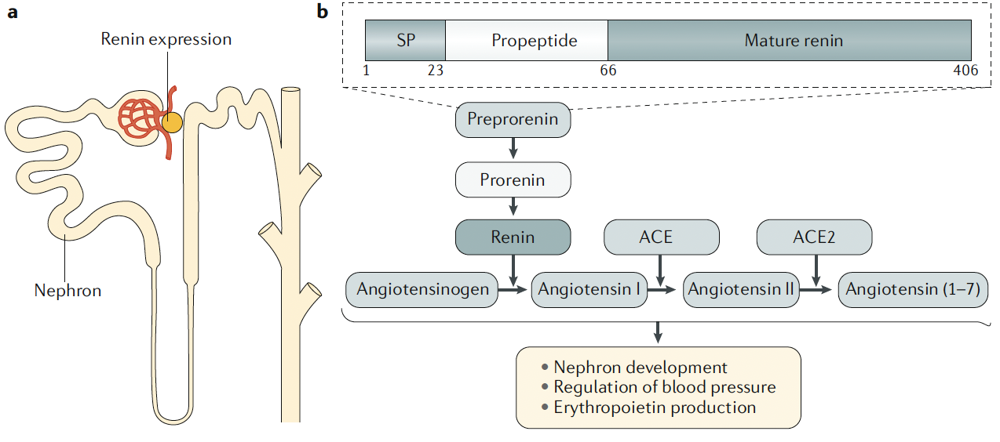 a
Renin expression
Nephron
b
SP
Propeptide
Mature renin
1
23
66
406
Preprorenin
Prorenin
Renin
ACE
ACE2
Angiotensinogen
Angiotensin I
Angiotensin II
Angiotensin (1–7)
• Nephron development
• Regulation of blood pressure
• Erythropoietin production